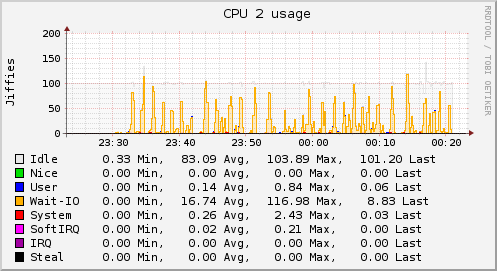 CPU 2 usage
RRDTOOL / TOBI OETIKER
Jiffies
200
150
100
50
0
23:30 23:40 23:50 00:00 00:10 00:20
Idle 0.33 Min, 83.09 Avg, 103.89 Max, 101.20 Last
Nice 0.00 Min, 0.00 Avg, 0.00 Max, 0.00 Last
User 0.00 Min, 0.14 Avg, 0.84 Max, 0.06 Last
Wait-IO 0.00 Min, 16.74 Avg, 116.98 Max, 8.83 Last
System 0.00 Min, 0.26 Avg, 2.43 Max, 0.03 Last
SoftIRQ 0.00 Min, 0.02 Avg, 0.21 Max, 0.00 Last
IRQ 0.00 Min, 0.00 Avg, 0.00 Max, 0.00 Last
Steal 0.00 Min, 0.00 Avg, 0.00 Max, 0.00 Last